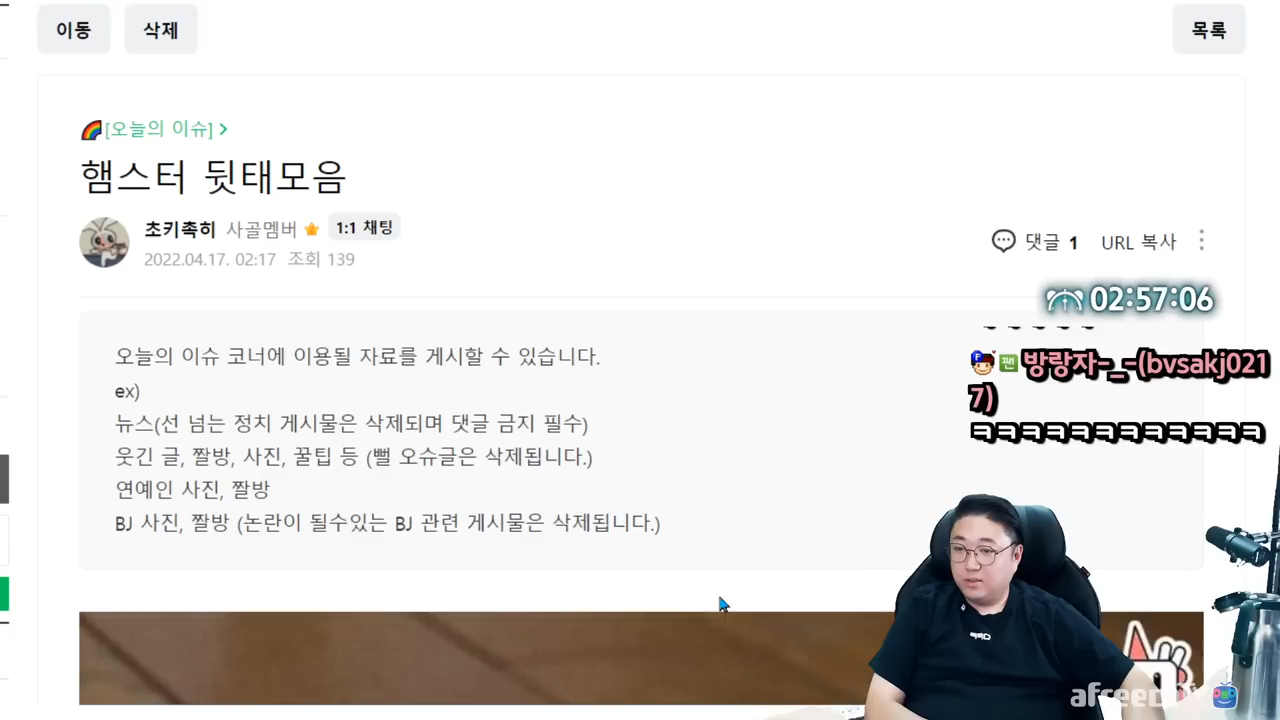 이동
삭제
목록
[오늘의 이슈] >
햄스터 뒷태모음
초키촉히 사골멤버 1:1 채팅
2022.04.17. 02:17 조회 139
댓글 1 URL 복사
02:57:06
오늘의 이슈 코너에 이용될 자료를 게시할 수 있습니다.
ex)
뉴스(선 넘는 정치 게시물은 삭제되며 댓글 금지 필수)
웃긴 글, 짤방, 사진, 꿀팁 등 (뻘 오슈글은 삭제됩니다.)
연예인 사진, 짤방
BJ 사진, 짤방 (논란이 될수있는 BJ 관련 게시물은 삭제됩니다.)
F 팬 방랑자-_-(bvsakj021
7)
ㅋㅋㅋㅋㅋㅋㅋㅋㅋㅋㅋㅋ